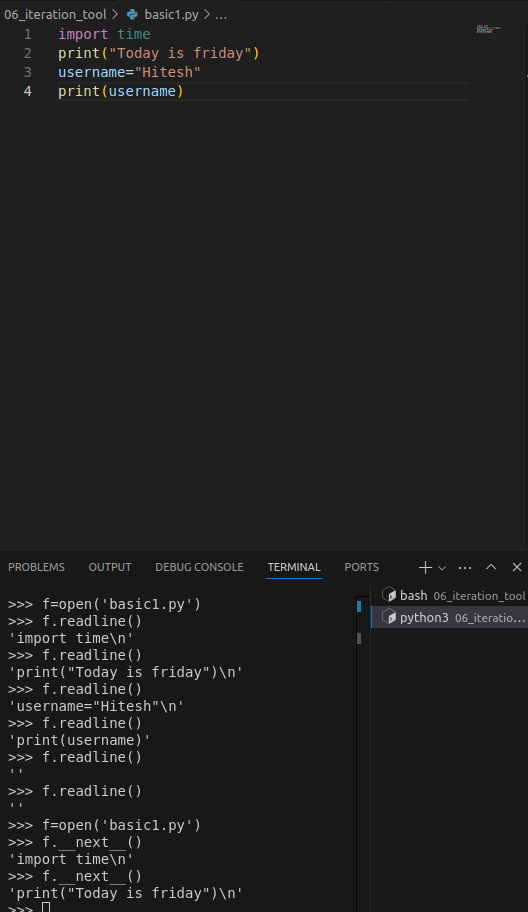 06_iteration_tool > basic1.py > ...
1 import time
2 print("Today is friday")
3 username="Hitesh"
4 print(username)
PROBLEMS OUTPUT DEBUG CONSOLE TERMINAL PORTS
>>> f=open('basic1.py')
>>> f.readline()
'import time\n'
>>> f.readline()
'print("Today is friday")\n'
>>> f.readline()
'username="Hitesh"\n'
>>> f.readline()
'print(username)'
>>> f.readline()
''
>>> f.readline()
''
>>> f=open('basic1.py')
>>> f.__next__()
'import time\n'
>>> f.__next__()
'print("Today is friday")\n'
>>>
bash 06_iteration_tool
python3 06_iteratio...